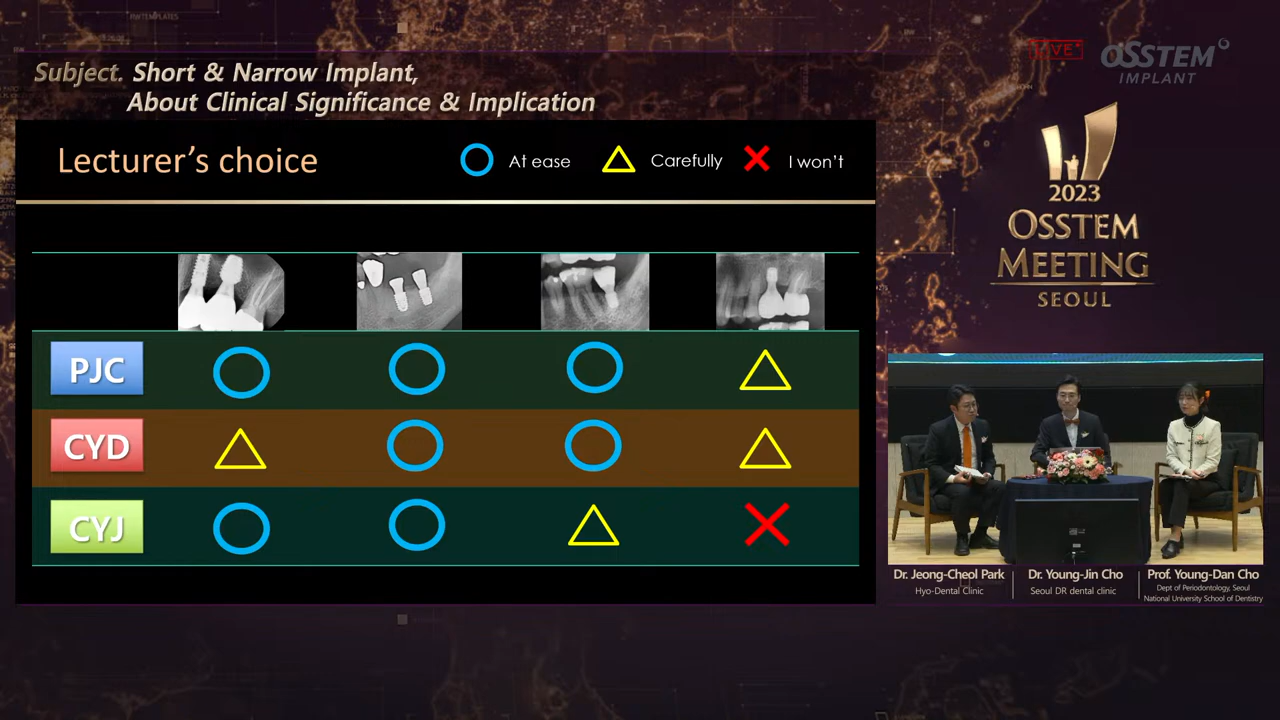 Subject. Short & Narrow Implant,
About Clinical Significance & Implication
LIVE
OSSTEM
IMPLANT
Lecturer's choice
At ease
Carefully
I won't
PJC
CYD
CYJ
2023
OSSTEM
MEETING
SEOUL
Dr. Jeong-Cheol Park
Hyo-Dental Clinic
Dr. Young-Jin Cho
Seoul DR dental clinic
Prof. Young-Dan Cho
Dept of Periodontology, Seoul
National University School of Dentistry